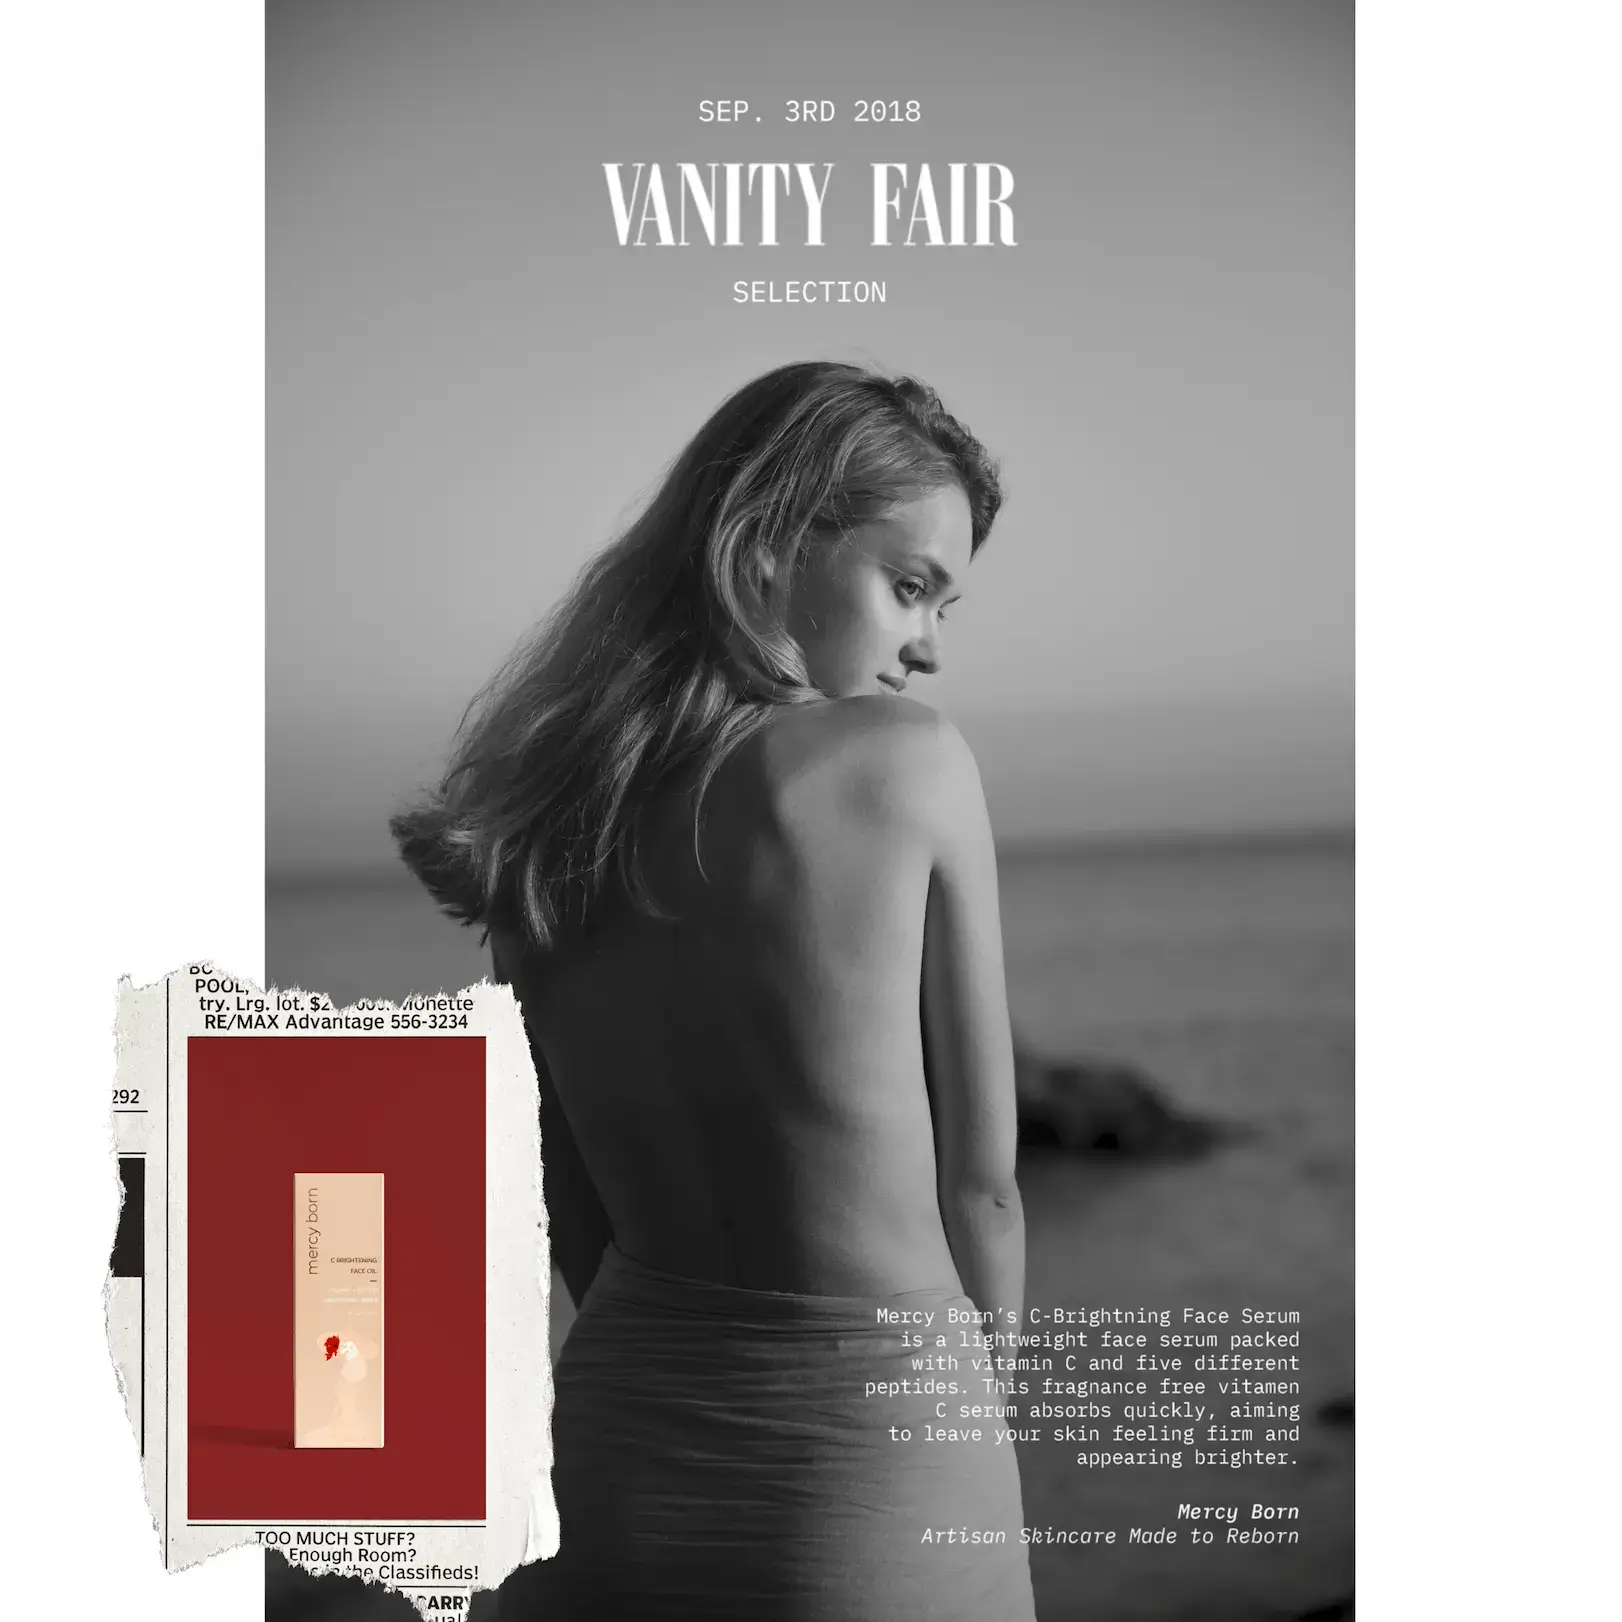 SEP. 3RD 2018
VANITY FAIR
SELECTION
POOL,
try. Lrg. lot.
RE/MAX Advantage 556-3234
292
mercy born
C BRIGHTENING
FACE OIL
TOO MUCH STUFF?
Enough Room?
the Classifieds!
Mercy Born’s C-Brightning Face Serum
is a lightweight face serum packed
with vitamin C and five different
peptides. This fragnance free vitamen
C serum absorbs quickly, aiming
to leave your skin feeling firm and
appearing brighter.
Mercy Born
Artisan Skincare Made to Reborn